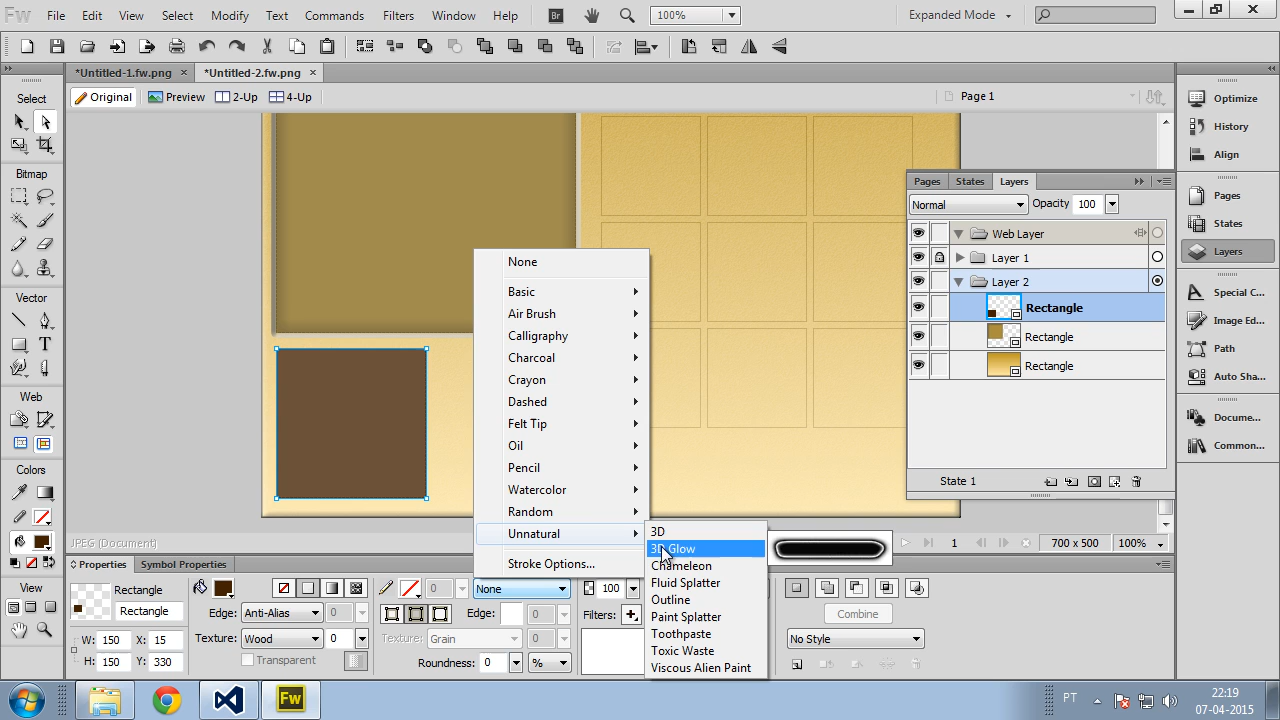 Fw File Edit View Select Modify Text Commands Filters Window Help Br 100% Expanded Mode
*Untitled-1.fw.png *Untitled-2.fw.png
Original Preview 2-Up 4-Up Page 1
Select
Bitmap
Vector
Web
Colors
View
Optimize
History
Align
Pages
States
Layers
Special C...
Image Ed...
Path
Auto Sha...
Docume...
Common...
Pages States Layers
Normal Opacity 100
Web Layer
Layer 1
Layer 2
Rectangle
Rectangle
Rectangle
State 1
None
Basic
Air Brush
Calligraphy
Charcoal
Crayon
Dashed
Felt Tip
Oil
Pencil
Watercolor
Random
Unnatural
Stroke Options...
3D
3D Glow
Chameleon
Fluid Splatter
Outline
Paint Splatter
Toothpaste
Toxic Waste
Viscous Alien Paint
JPEG (Document) 1 700 x 500 100%
Properties Symbol Properties
Rectangle
Rectangle
W: 150 X: 15
H: 150 Y: 330
Edge: Anti-Alias 0
Texture: Wood 0
Transparent
0 None
Edge: 0
Texture: Grain 0
Roundness: 0 %
100
Filters:
Combine
No Style
Fw
PT
22:19
07-04-2015